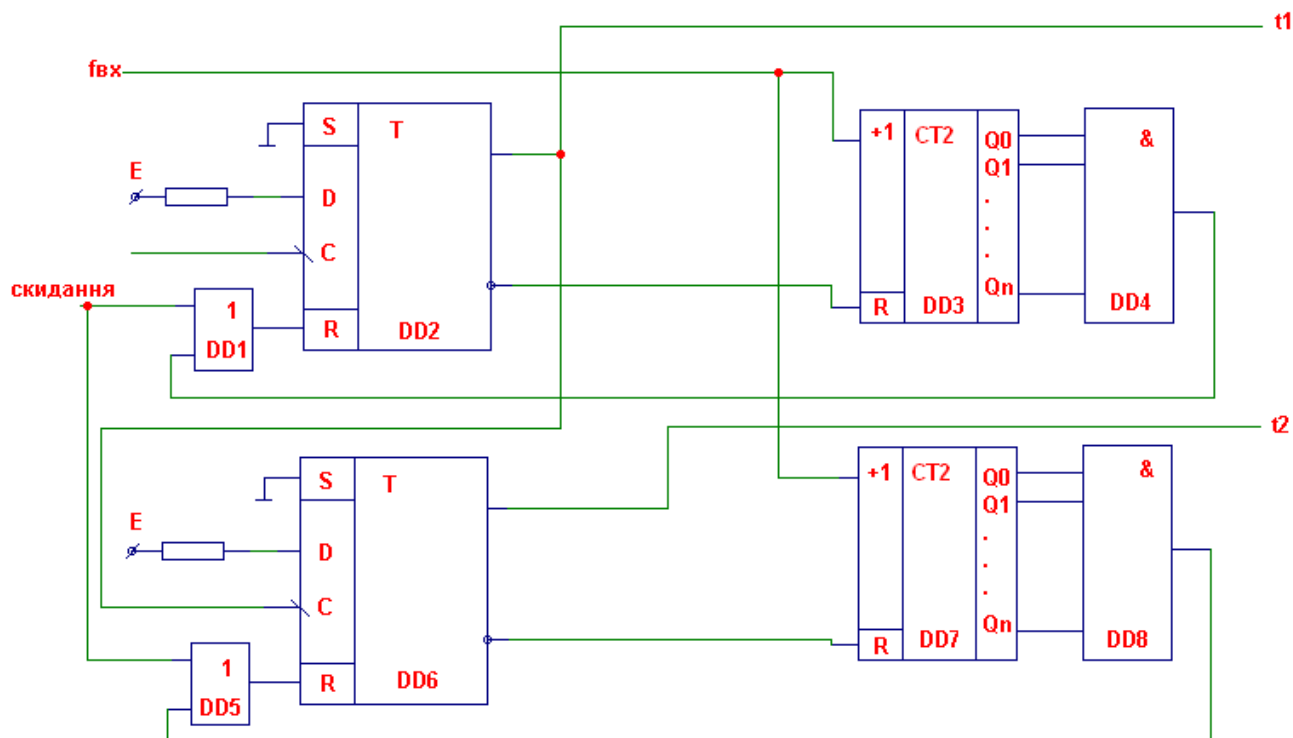 t1
fвх
S T
+1 CT2 Q0 &
Q1
E
D
.
.
C
.
скидання
1
Qn
R DD3 DD4
R DD2
DD1
t2
S T
+1 CT2 Q0 &
Q1
E
D
.
.
C
.
Qn
R DD7 DD8
1
R DD6
DD5